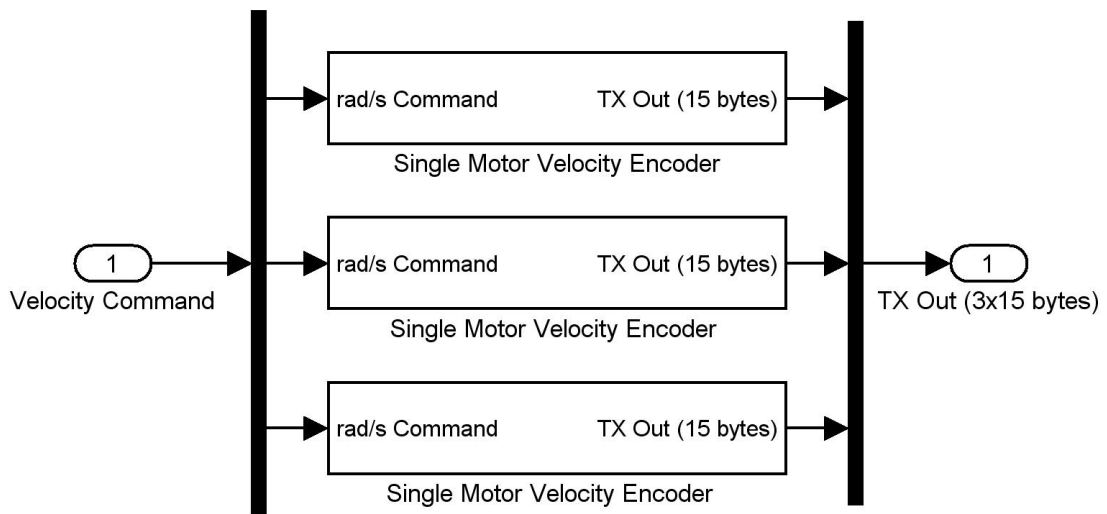 rad/s Command TX Out (15 bytes)
Single Motor Velocity Encoder
1
Velocity Command
rad/s Command TX Out (15 bytes)
Single Motor Velocity Encoder
1
TX Out (3x15 bytes)
rad/s Command TX Out (15 bytes)
Single Motor Velocity Encoder